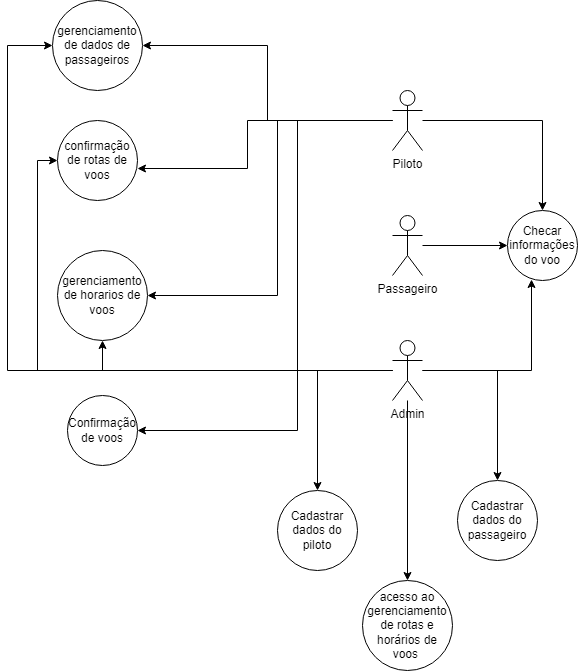 gerenciamento
de dados de
passageiros
confirmação
de rotas de
voos
Piloto
Checar
informações
do voo
Passageiro
gerenciamento
de horarios de
voos
Admin
Confirmação
de voos
Cadastrar
dados do
piloto
Cadastrar
dados do
passageiro
acesso ao
gerenciamento
de rotas e
horários de
voos